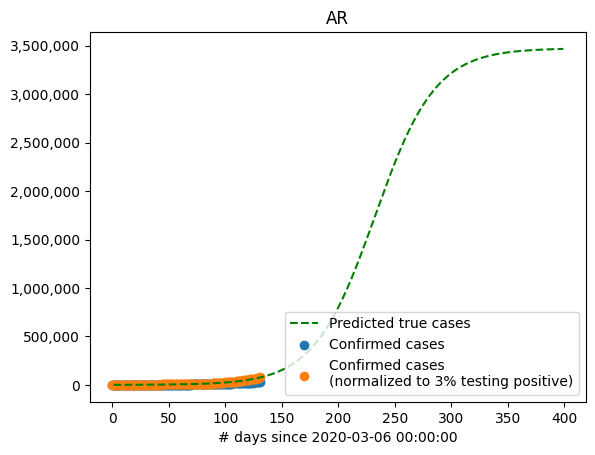 AR
3,500,000
3,000,000
2,500,000
2,000,000
1,500,000
1,000,000
500,000
0
Predicted true cases
Confirmed cases
Confirmed cases
(normalized to 3% testing positive)
0 50 100 150 200 250 300 350 400
# days since 2020-03-06 00:00:00